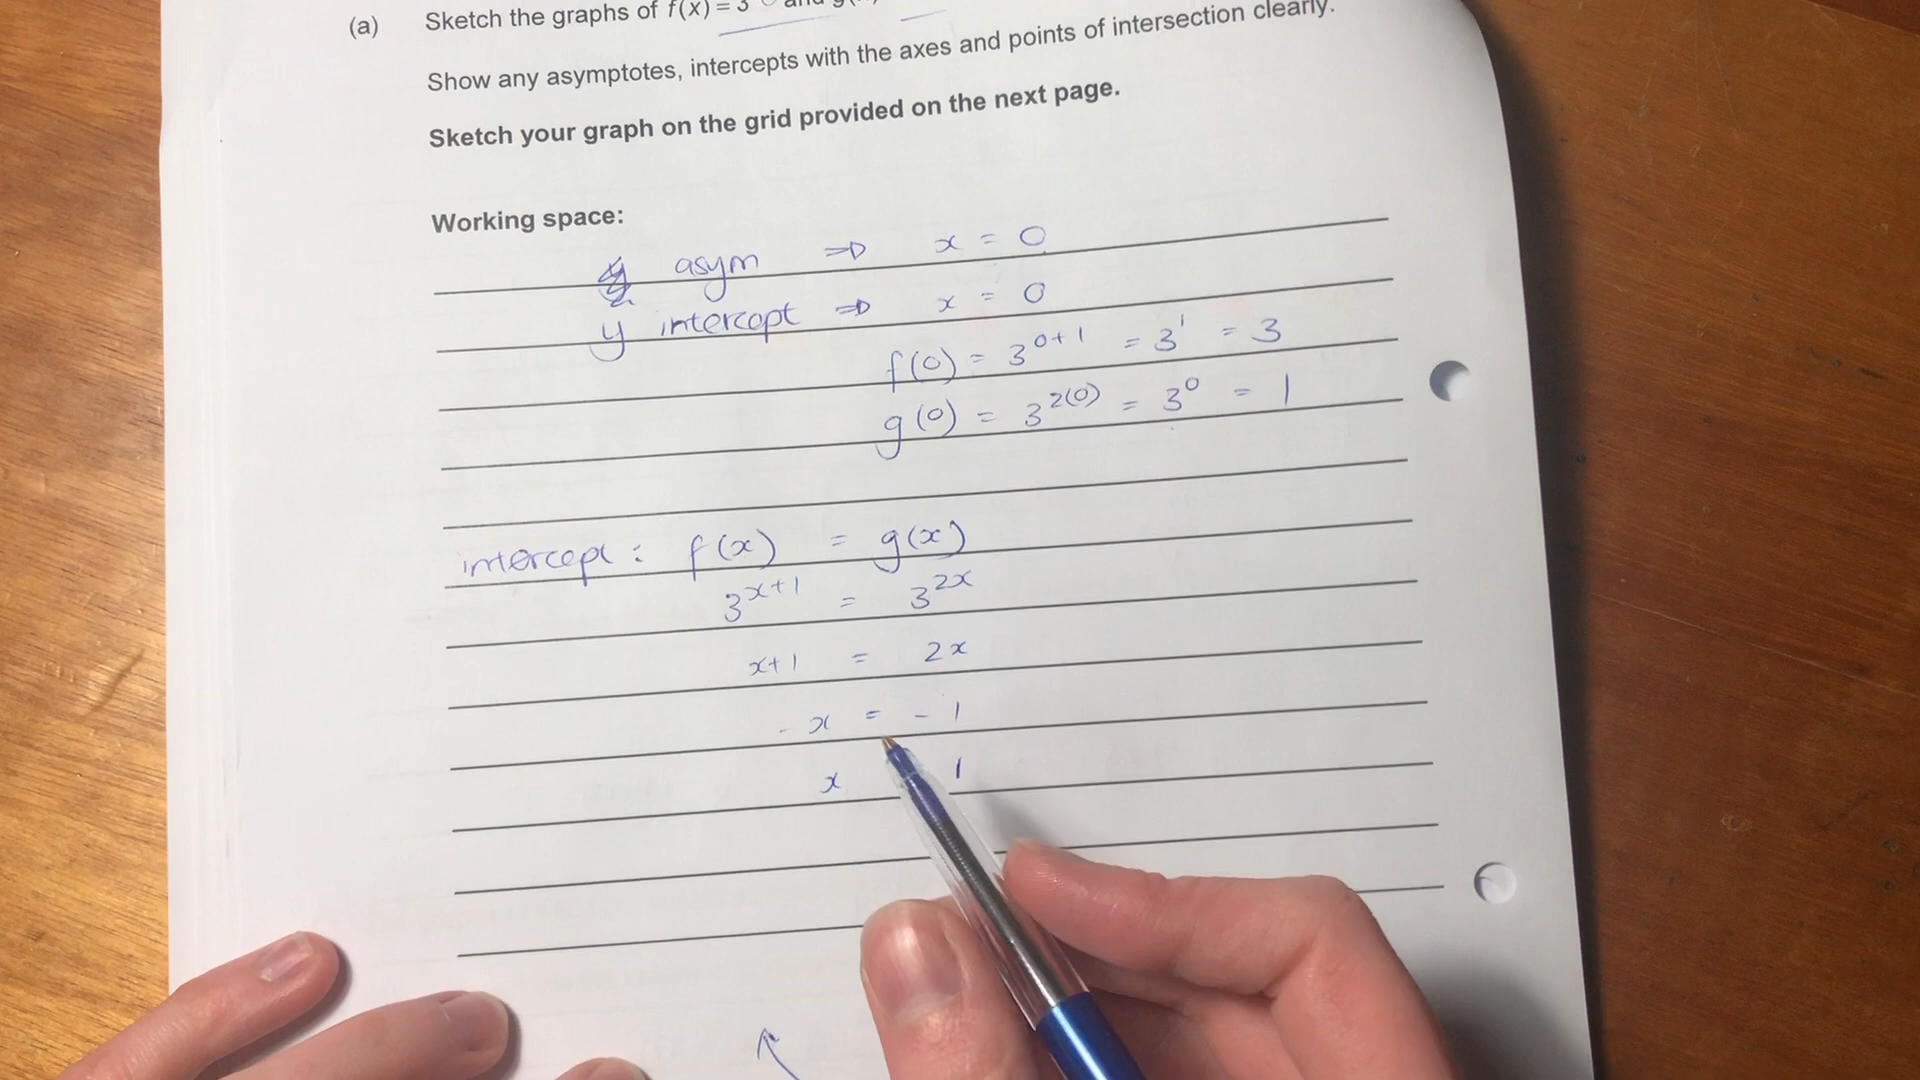 (a) Sketch the graphs of f(x) = 3
Show any asymptotes, intercepts with the axes and points of intersection clearly.
Sketch your graph on the grid provided on the next page.
Working space:
asym ⇒ x = 0
y intercept ⇒ x = 0
f(0) = 3^{0+1} = 3^1 = 3
g(0) = 3^{2(0)} = 3^0 = 1
intercept : f(x) = g(x)
3^{x+1} = 3^{2x}
x+1 = 2x
- x = - 1
x 1